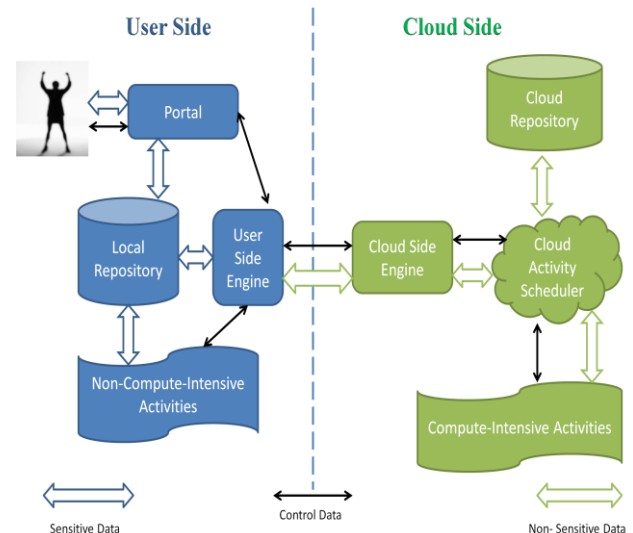 User Side
Cloud Side
Portal
Cloud
Repository
Local
Repository
User
Side
Engine
Cloud Side
Engine
Cloud
Activity
Scheduler
Non-Compute-Intensive
Activities
Compute-Intensive Activities
Sensitive Data
Control Data
Non- Sensitive Data